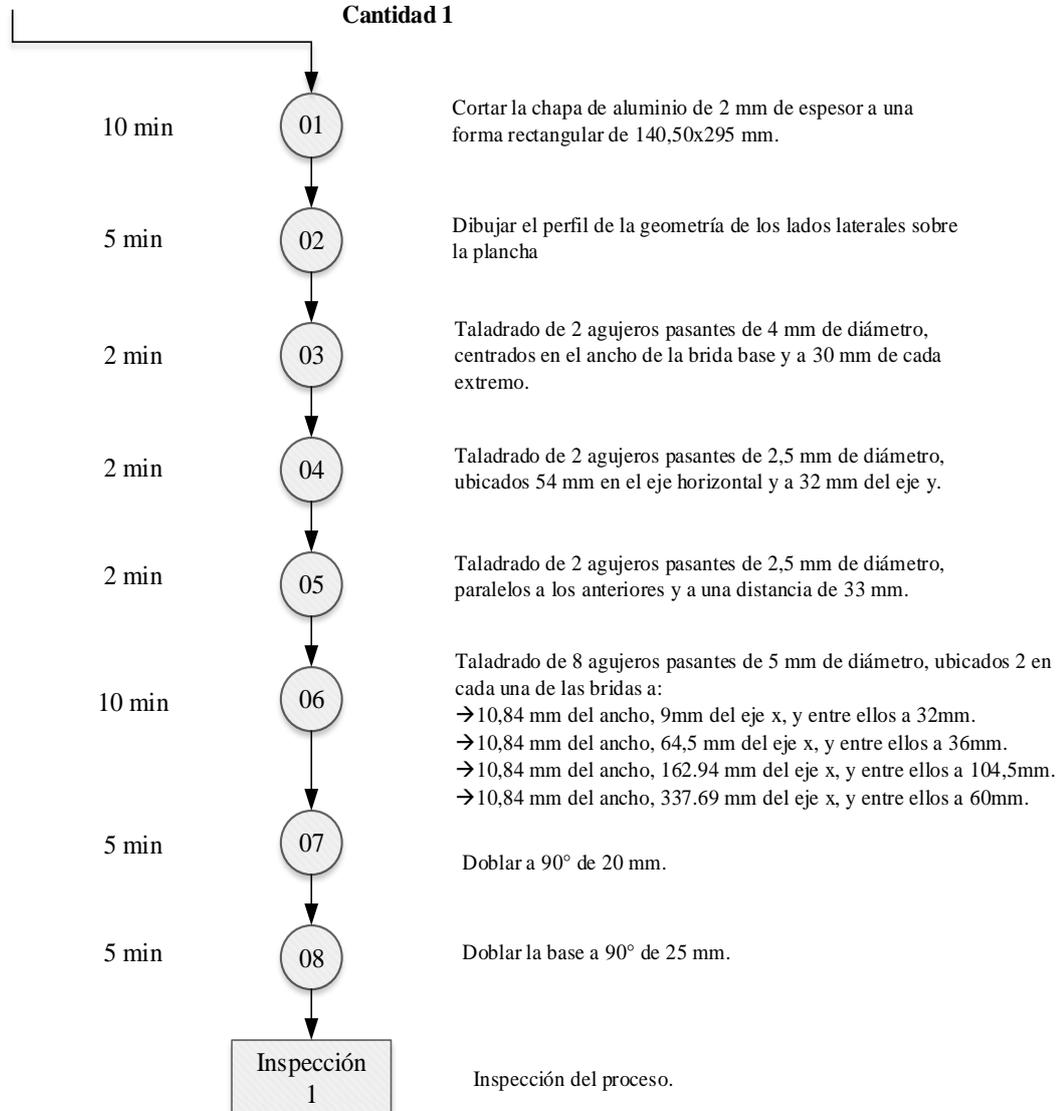 Cantidad 1
10 min
01
Cortar la chapa de aluminio de 2 mm de espesor a una
forma rectangular de 140,50x295 mm.
5 min
02
Dibujar el perfil de la geometría de los lados laterales sobre
la plancha
2 min
03
Taladrado de 2 agujeros pasantes de 4 mm de diámetro,
centrados en el ancho de la brida base y a 30 mm de cada
extremo.
2 min
04
Taladrado de 2 agujeros pasantes de 2,5 mm de diámetro,
ubicados 54 mm en el eje horizontal y a 32 mm del eje y.
2 min
05
Taladrado de 2 agujeros pasantes de 2,5 mm de diámetro,
paralelos a los anteriores y a una distancia de 33 mm.
10 min
06
Taladrado de 8 agujeros pasantes de 5 mm de diámetro, ubicados 2 en
cada una de las bridas a:
→10,84 mm del ancho, 9mm del eje x, y entre ellos a 32mm.
→10,84 mm del ancho, 64,5 mm del eje x, y entre ellos a 36mm.
→10,84 mm del ancho, 162.94 mm del eje x, y entre ellos a 104,5mm.
→10,84 mm del ancho, 337.69 mm del eje x, y entre ellos a 60mm.
5 min
07
Doblar a 90° de 20 mm.
5 min
08
Doblar la base a 90° de 25 mm.
Inspección
1
Inspección del proceso.